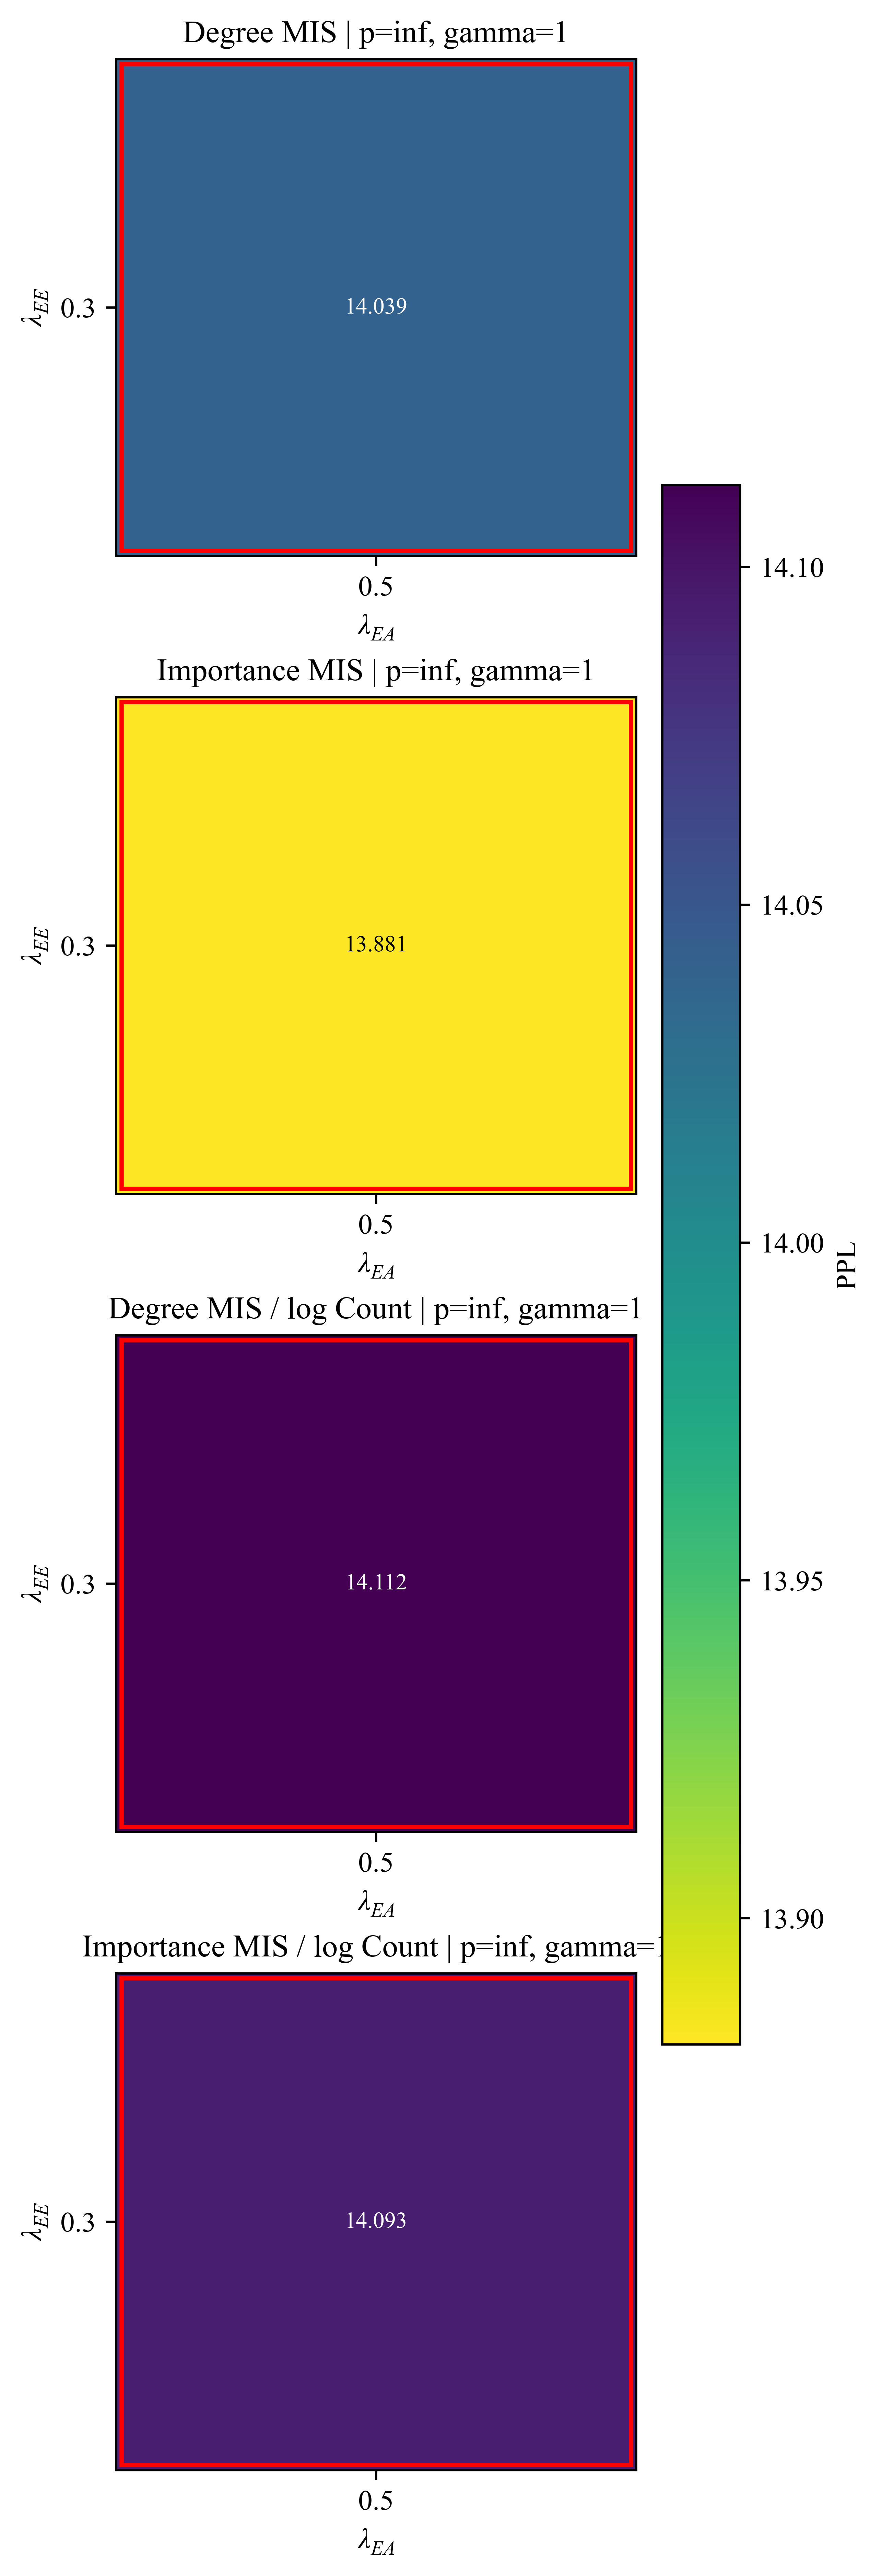 Degree MIS | p=inf, gamma=1
λEE
0.3
14.039
0.5
λEA
Importance MIS | p=inf, gamma=1
λEE
0.3
13.881
0.5
λEA
Degree MIS / log Count | p=inf, gamma=1
λEE
0.3
14.112
0.5
λEA
Importance MIS / log Count | p=inf, gamma=1
λEE
0.3
14.093
0.5
λEA
14.10
14.05
14.00
13.95
13.90
PPL